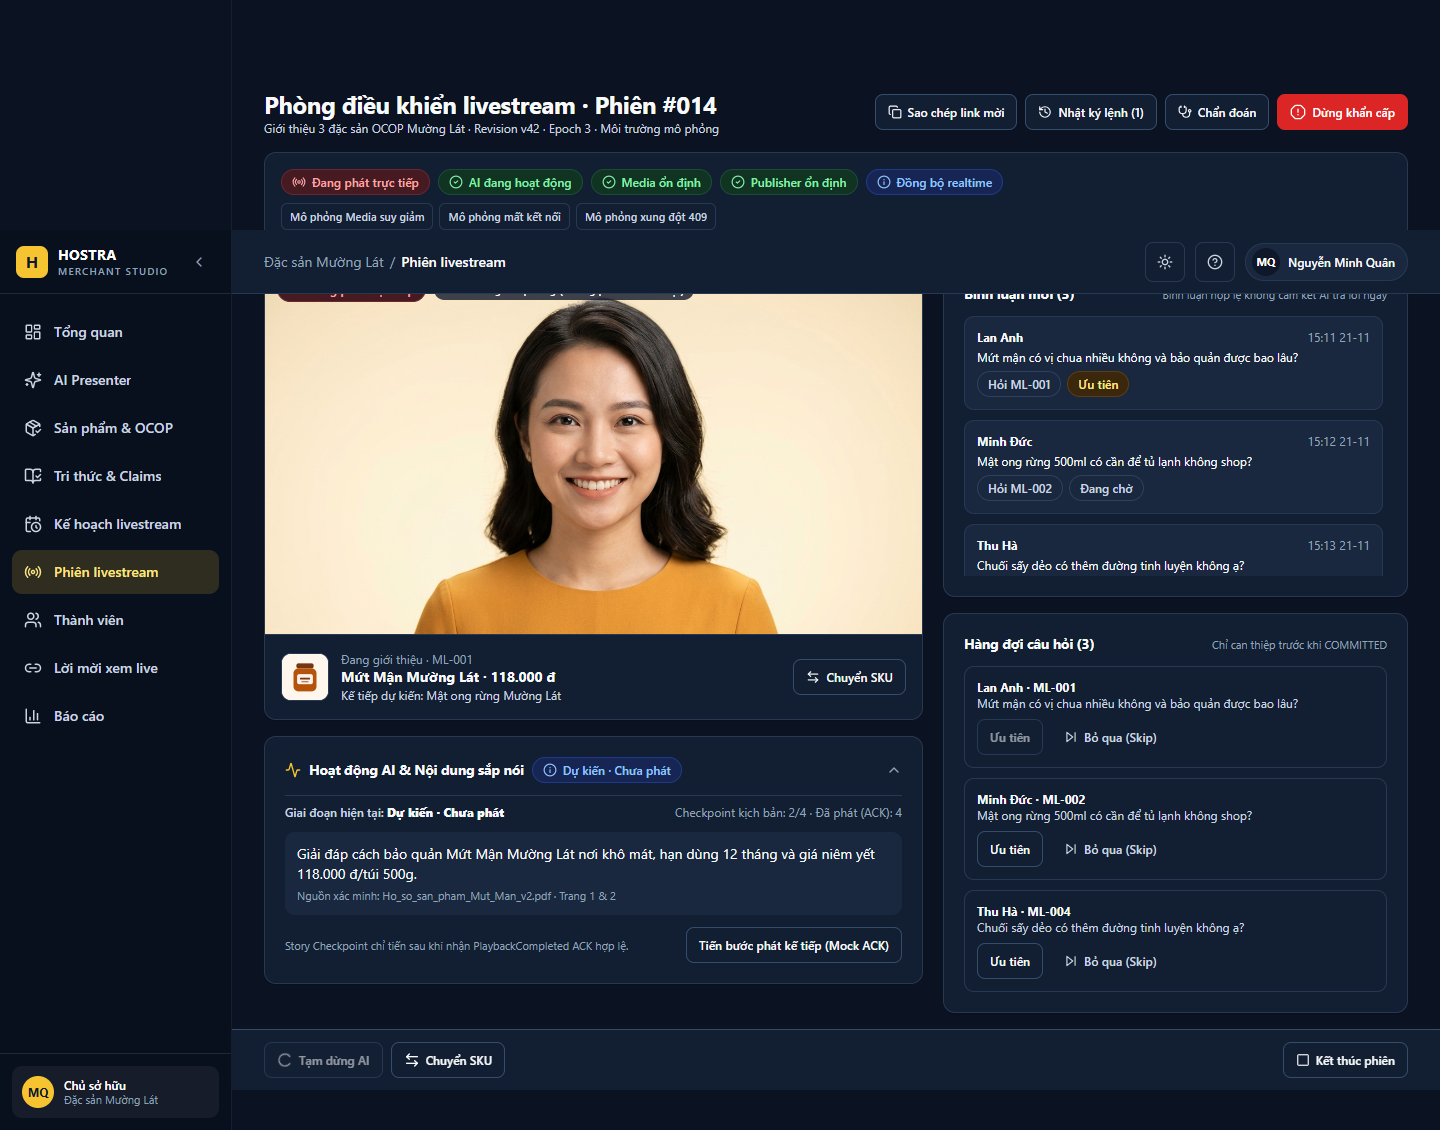 Phòng điều khiển livestream · Phiên #014
Giới thiệu 3 đặc sản OCOP Mường Lát · Revision v42 · Epoch 3 · Môi trường mô phỏng
Sao chép link mời
Nhật ký lệnh (1)
Chẩn đoán
Dừng khẩn cấp
Đang phát trực tiếp
AI đang hoạt động
Media ổn định
Publisher ổn định
Đồng bộ realtime
Mô phỏng Media suy giảm
Mô phỏng mất kết nối
Mô phỏng xung đột 409
H
HOSTRA
MERCHANT STUDIO
Đặc sản Mường Lát / Phiên livestream
MQ
Nguyễn Minh Quân
Tổng quan
AI Presenter
Sản phẩm & OCOP
Tri thức & Claims
Kế hoạch livestream
Phiên livestream
Thành viên
Lời mời xem live
Báo cáo
MQ
Chủ sở hữu
Đặc sản Mường Lát
Đang giới thiệu · ML-001
Mứt Mận Mường Lát · 118.000 đ
Kế tiếp dự kiến: Mật ong rừng Mường Lát
Chuyển SKU
Hoạt động AI & Nội dung sắp nói
Dự kiến · Chưa phát
Giai đoạn hiện tại: Dự kiến · Chưa phát
Checkpoint kịch bản: 2/4 · Đã phát (ACK): 4
Giải đáp cách bảo quản Mứt Mận Mường Lát nơi khô mát, hạn dùng 12 tháng và giá niêm yết
118.000 đ/túi 500g.
Nguồn xác minh: Ho_so_san_pham_Mut_Man_v2.pdf · Trang 1 & 2
Story Checkpoint chỉ tiến sau khi nhận PlaybackCompleted ACK hợp lệ.
Tiến bước phát kế tiếp (Mock ACK)
Bình luận mới (5)
Bình luận hợp lệ không cam kết AI trả lời ngay
Lan Anh
15:11 21-11
Mứt mận có vị chua nhiều không và bảo quản được bao lâu?
Hỏi ML-001
Ưu tiên
Minh Đức
15:12 21-11
Mật ong rừng 500ml có cần để tủ lạnh không shop?
Hỏi ML-002
Đang chờ
Thu Hà
15:13 21-11
Chuối sấy dẻo có thêm đường tinh luyện không ạ?
Hàng đợi câu hỏi (3)
Chỉ can thiệp trước khi COMMITTED
Lan Anh · ML-001
Mứt mận có vị chua nhiều không và bảo quản được bao lâu?
Ưu tiên
Bỏ qua (Skip)
Minh Đức · ML-002
Mật ong rừng 500ml có cần để tủ lạnh không shop?
Ưu tiên
Bỏ qua (Skip)
Thu Hà · ML-004
Chuối sấy dẻo có thêm đường tinh luyện không ạ?
Ưu tiên
Bỏ qua (Skip)
Tạm dừng AI
Chuyển SKU
Kết thúc phiên